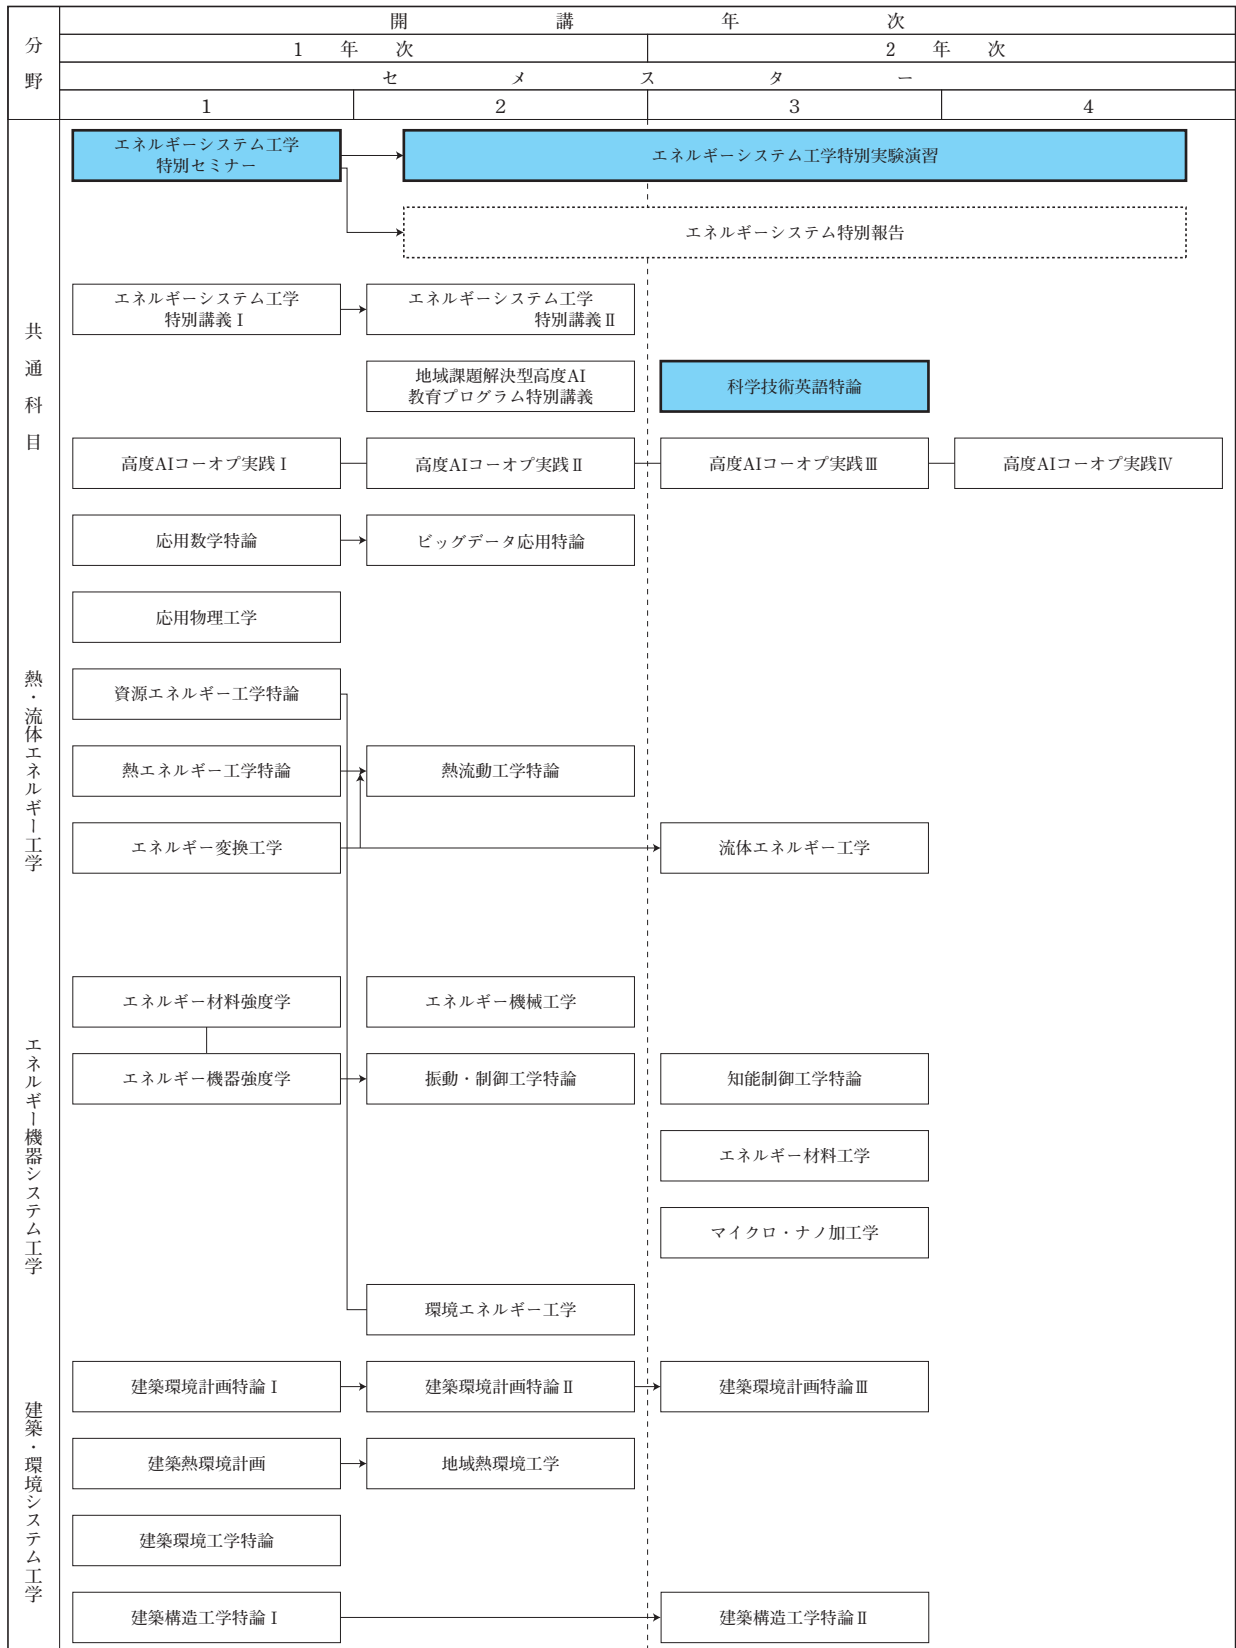 分野
開講年次
1年次
2年次
セメスター
1
2
3
4
共通科目
エネルギーシステム工学
特別セミナー
エネルギーシステム工学特別実験演習
エネルギーシステム特別報告
エネルギーシステム工学
特別講義Ⅰ
エネルギーシステム工学
特別講義Ⅱ
地域課題解決型高度AI
教育プログラム特別講義
科学技術英語特論
高度AIコーオプ実践Ⅰ
高度AIコーオプ実践Ⅱ
高度AIコーオプ実践Ⅲ
高度AIコーオプ実践Ⅳ
応用数学特論
ビッグデータ応用特論
応用物理工学
熱・流体エネルギー工学
資源エネルギー工学特論
熱エネルギー工学特論
熱流動工学特論
エネルギー変換工学
流体エネルギー工学
エネルギー機器システム工学
エネルギー材料強度学
エネルギー機械工学
エネルギー機器強度学
振動・制御工学特論
知能制御工学特論
エネルギー材料工学
マイクロ・ナノ加工学
環境エネルギー工学
建築・環境システム工学
建築環境計画特論Ⅰ
建築環境計画特論Ⅱ
建築環境計画特論Ⅲ
建築熱環境計画
地域熱環境工学
建築環境工学特論
建築構造工学特論Ⅰ
建築構造工学特論Ⅱ